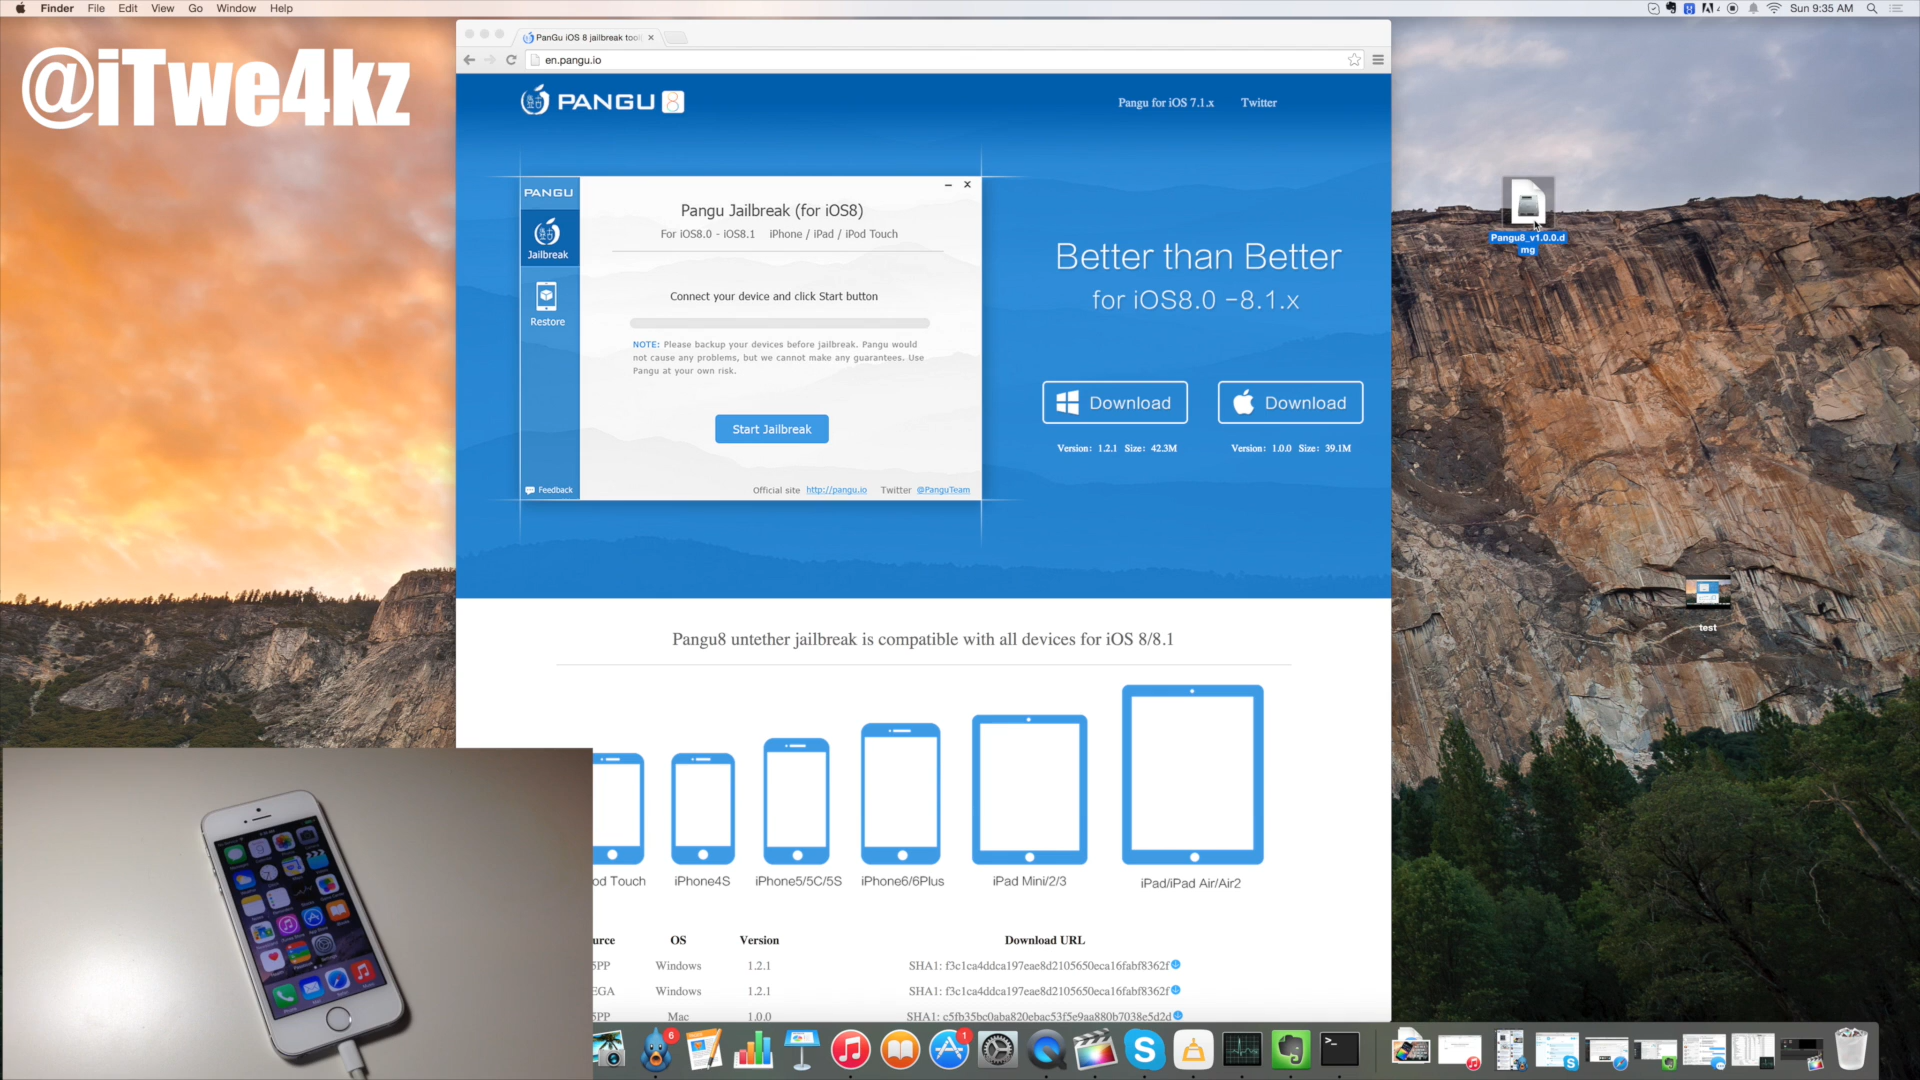 Finder File Edit View Go Window Help
Sun 9:35 AM
@iTwe4kz
PanGu iOS 8 jailbreak tool
en.pangu.io
PANGU 8
Pangu for iOS 7.1.x Twitter
PANGU
Jailbreak
Restore
Feedback
Pangu Jailbreak (for iOS8)
For iOS8.0 - iOS8.1 iPhone / iPad / iPod Touch
Connect your device and click Start button
NOTE: Please backup your devices before jailbreak. Pangu would
not cause any problems, but we cannot make any guarantees. Use
Pangu at your own risk.
Start Jailbreak
Official site http://pangu.io Twitter @PanguTeam
Better than Better
for iOS8.0 -8.1.x
Download
Version: 1.2.1 Size: 42.3M
Download
Version: 1.0.0 Size: 39.1M
Pangu8_v1.0.0.d
mg
test
Pangu8 untether jailbreak is compatible with all devices for iOS 8/8.1
od Touch iPhone4S iPhone5/5C/5S iPhone6/6Plus iPad Mini/2/3 iPad/iPad Air/Air2
urce OS Version Download URL
5PP Windows 1.2.1 SHA1: f3c1ca4ddca197eae8d2105650eca16fabf8362f
EGA Windows 1.2.1 SHA1: f3c1ca4ddca197eae8d2105650eca16fabf8362f
5PP Mac 1.0.0 SHA1: c5fb35bc0aba820ebac53f5e9aa880b7038e5d2d
6
1